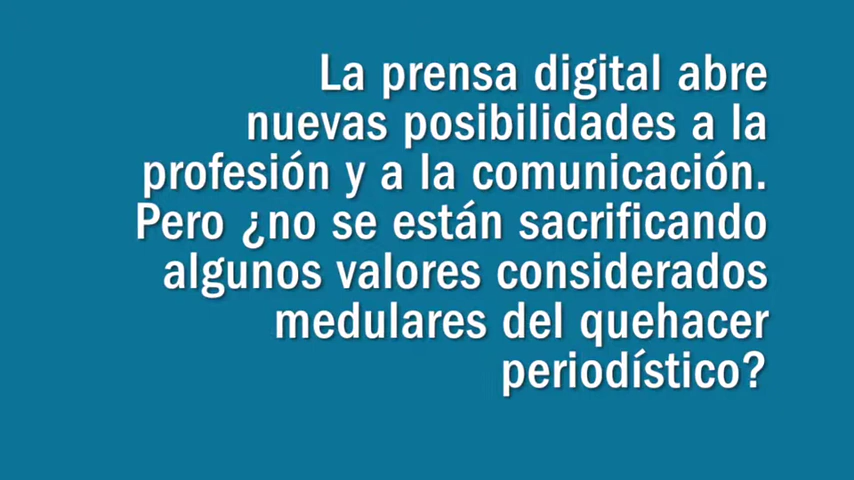 La prensa digital abre
nuevas posibilidades a la
profesión y a la comunicación.
Pero ¿no se están sacrificando
algunos valores considerados
medulares del quehacer
periodístico?